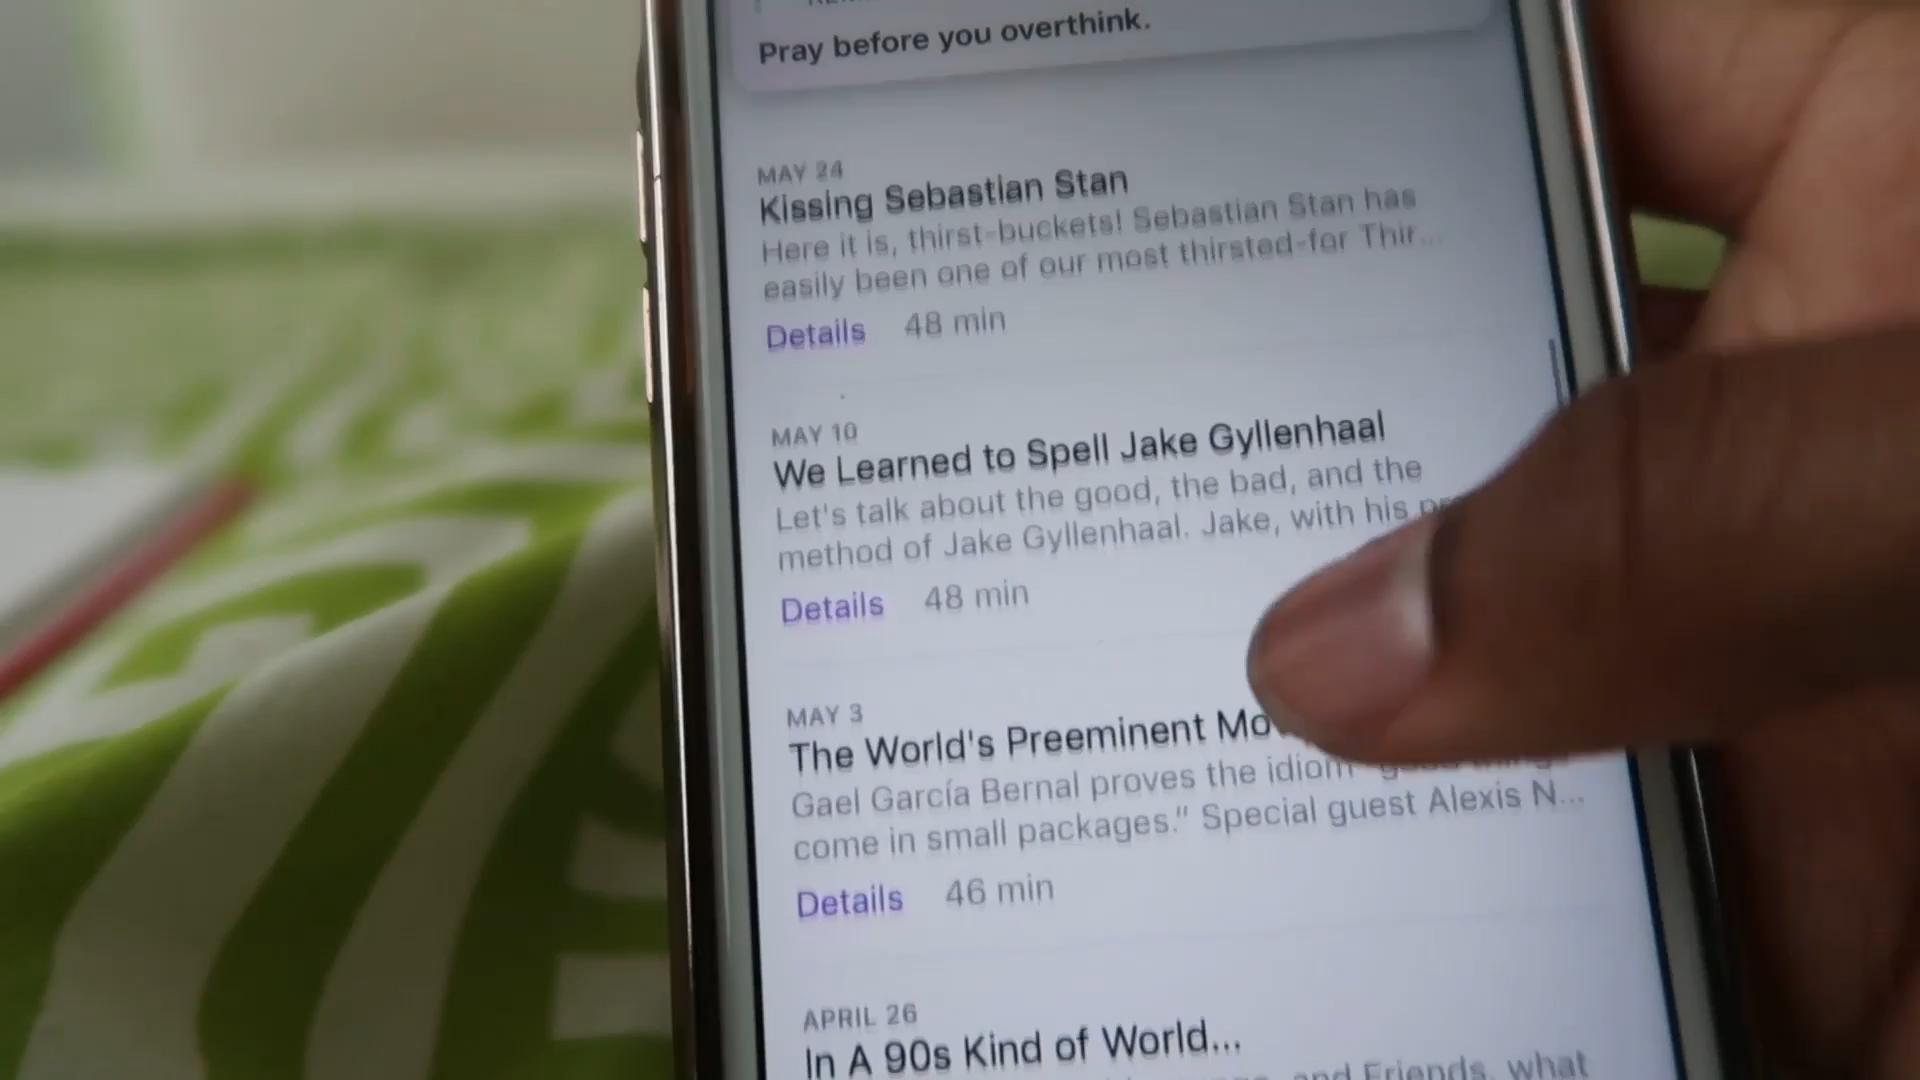 Pray before you overthink.
MAY 24
Kissing Sebastian Stan
Here it is, thirst-buckets! Sebastian Stan has
easily been one of our most thirsted-for Thir...
Details 48 min
MAY 10
We Learned to Spell Jake Gyllenhaal
Let's talk about the good, the bad, and the
method of Jake Gyllenhaal. Jake, with his
Details 48 min
MAY 3
The World's Preeminent
Gael García Bernal proves the idiom
come in small packages." Special guest Alexis N...
Details 46 min
APRIL 26
In A 90s Kind of World...
and Friends, what